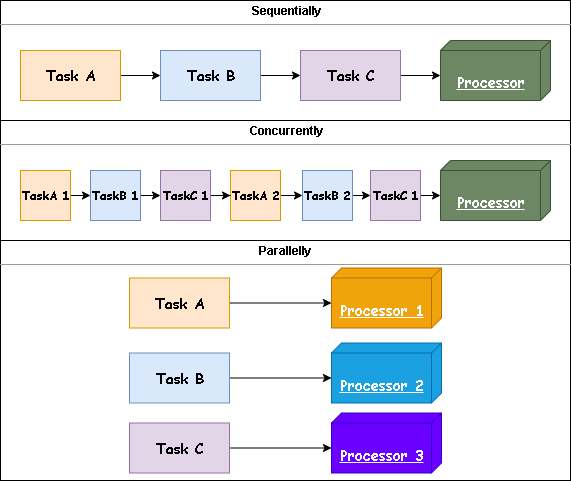 Sequentially
Task A
Task B
Task C
Processor
Concurrently
TaskA 1
TaskB 1
TaskC 1
TaskA 2
TaskB 2
TaskC 1
Processor
Parallelly
Task A
Processor 1
Task B
Processor 2
Task C
Processor 3